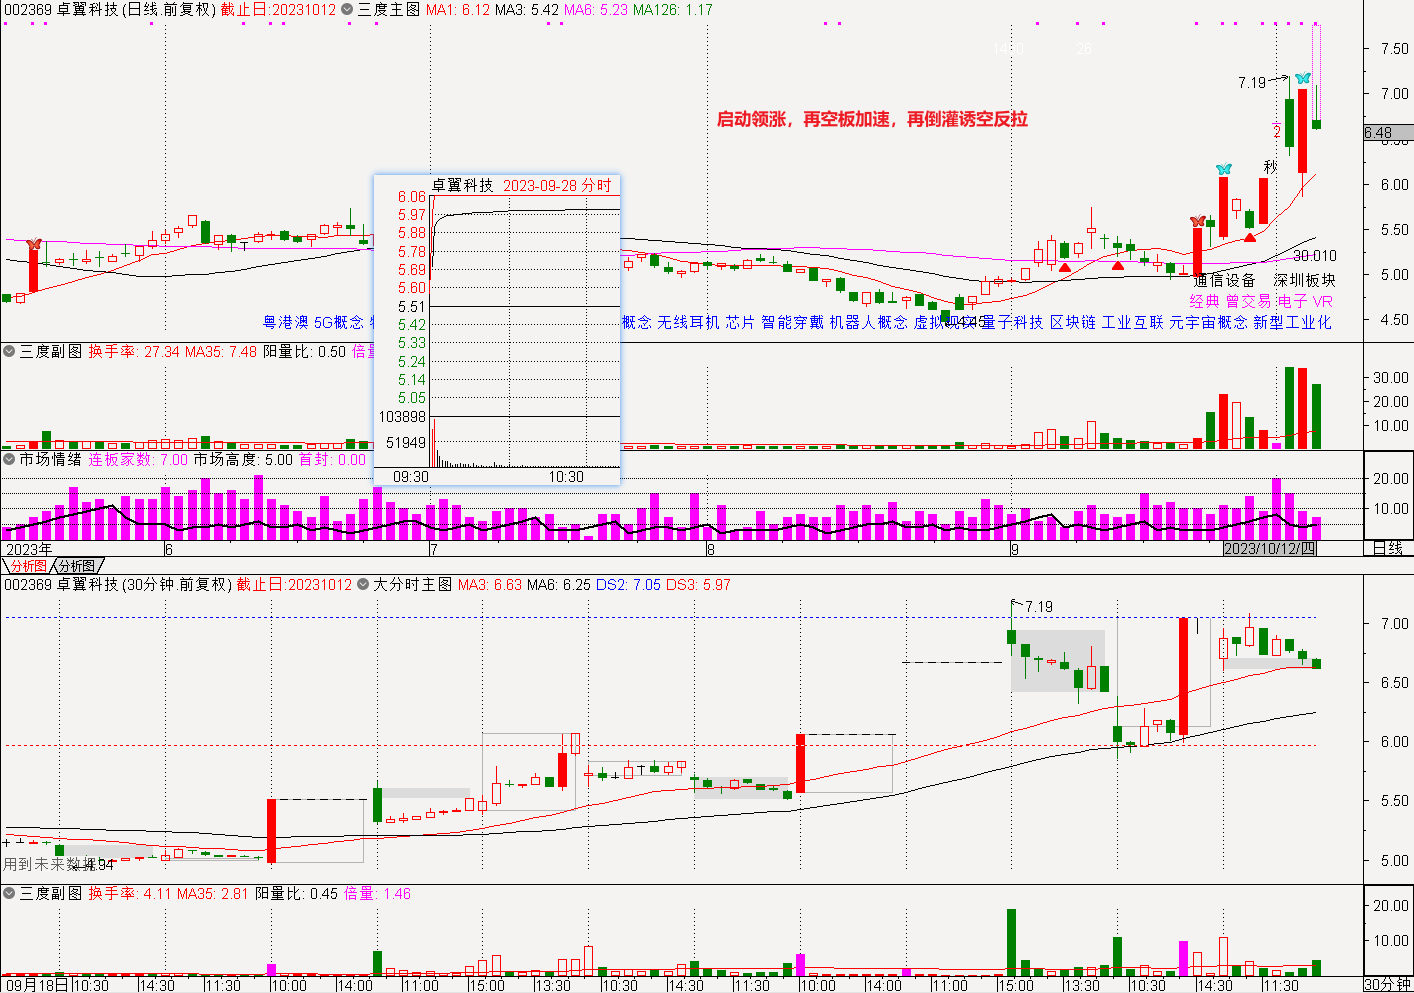 002369 卓翼科技 (日线.前复权) 截止日:20231012 三度主图 MA1: 6.12 MA3: 5.42 MA6: 5.23 MA126: 1.17
7.50
7.19
7.00
启动领涨，再空板加速，再倒灌诱空反拉
2
6.48
秒
6.00
5.50
30.010
5.00
通信设备 深圳板块
经典 曾交易 电子 VR
粤港澳 5G概念
概念 无线耳机 芯片 智能穿戴 机器人概念 虚拟现实 量子科技 区块链 工业互联 元宇宙概念 新型工业化
4.50
卓翼科技 2023-09-28 分时
6.06
5.97
5.88
5.78
5.69
5.60
5.51
5.42
5.33
5.24
5.14
5.05
103898
51949
09:30 10:30
三度副图 换手率: 27.34 MA35: 7.48 阳量比: 0.50 倍量
30.00
20.00
10.00
市场情绪 连板家数: 7.00 市场高度: 5.00 首封: 0.00
20.00
10.00
2023年 6 7 8 9 2023/10/12/四 日线
分析图 分析图
002369 卓翼科技 (30分钟.前复权) 截止日:20231012 大分时主图 MA3: 6.63 MA6: 6.25 DS2: 7.05 DS3: 5.97
7.19
7.00
6.50
6.00
5.50
5.00
用到未来数据
4.94
三度副图 换手率: 4.11 MA35: 2.81 阳量比: 0.45 倍量: 1.46
20.00
10.00
09月18日 10:30 14:30 11:30 10:00 14:00 11:00 15:00 13:30 10:30 14:30 11:30 10:00 14:00 11:00 15:00 13:30 10:30 14:30 11:30 30分钟